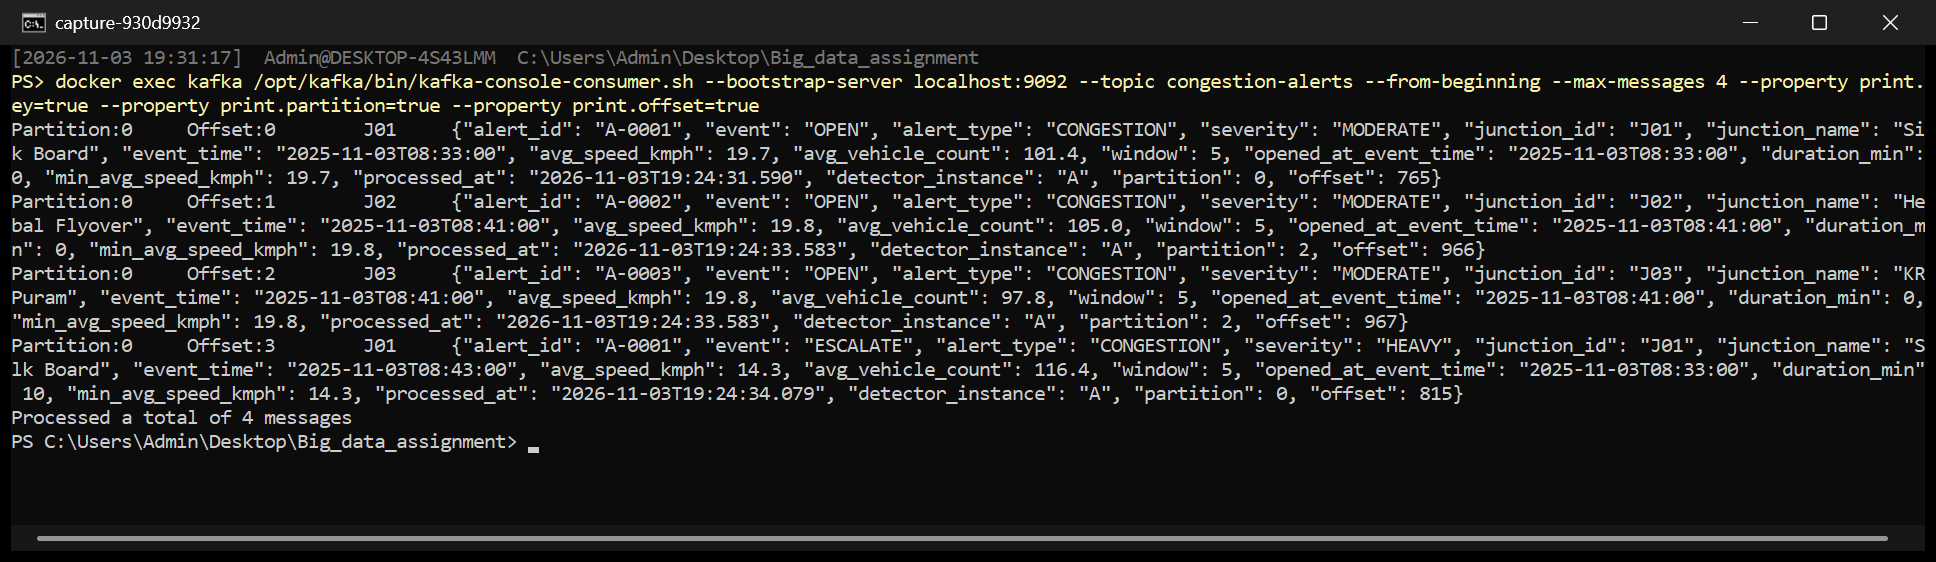 capture-930d9932
[2026-11-03 19:31:17]  Admin@DESKTOP-4S43LMM  C:\Users\Admin\Desktop\Big_data_assignment
PS> docker exec kafka /opt/kafka/bin/kafka-console-consumer.sh --bootstrap-server localhost:9092 --topic congestion-alerts --from-beginning --max-messages 4 --property print.
ey=true --property print.partition=true --property print.offset=true
Partition:0     Offset:0        J01     {"alert_id": "A-0001", "event": "OPEN", "alert_type": "CONGESTION", "severity": "MODERATE", "junction_id": "J01", "junction_name": "Si
k Board", "event_time": "2025-11-03T08:33:00", "avg_speed_kmph": 19.7, "avg_vehicle_count": 101.4, "window": 5, "opened_at_event_time": "2025-11-03T08:33:00", "duration_min":
0, "min_avg_speed_kmph": 19.7, "processed_at": "2026-11-03T19:24:31.590", "detector_instance": "A", "partition": 0, "offset": 765}
Partition:0     Offset:1        J02     {"alert_id": "A-0002", "event": "OPEN", "alert_type": "CONGESTION", "severity": "MODERATE", "junction_id": "J02", "junction_name": "He
bal Flyover", "event_time": "2025-11-03T08:41:00", "avg_speed_kmph": 19.8, "avg_vehicle_count": 105.0, "window": 5, "opened_at_event_time": "2025-11-03T08:41:00", "duration_m
n": 0, "min_avg_speed_kmph": 19.8, "processed_at": "2026-11-03T19:24:33.583", "detector_instance": "A", "partition": 2, "offset": 966}
Partition:0     Offset:2        J03     {"alert_id": "A-0003", "event": "OPEN", "alert_type": "CONGESTION", "severity": "MODERATE", "junction_id": "J03", "junction_name": "KR
Puram", "event_time": "2025-11-03T08:41:00", "avg_speed_kmph": 19.8, "avg_vehicle_count": 97.8, "window": 5, "opened_at_event_time": "2025-11-03T08:41:00", "duration_min": 0,
"min_avg_speed_kmph": 19.8, "processed_at": "2026-11-03T19:24:33.583", "detector_instance": "A", "partition": 2, "offset": 967}
Partition:0     Offset:3        J01     {"alert_id": "A-0001", "event": "ESCALATE", "alert_type": "CONGESTION", "severity": "HEAVY", "junction_id": "J01", "junction_name": "S
lk Board", "event_time": "2025-11-03T08:43:00", "avg_speed_kmph": 14.3, "avg_vehicle_count": 116.4, "window": 5, "opened_at_event_time": "2025-11-03T08:33:00", "duration_min"
 10, "min_avg_speed_kmph": 14.3, "processed_at": "2026-11-03T19:24:34.079", "detector_instance": "A", "partition": 0, "offset": 815}
Processed a total of 4 messages
PS C:\Users\Admin\Desktop\Big_data_assignment>